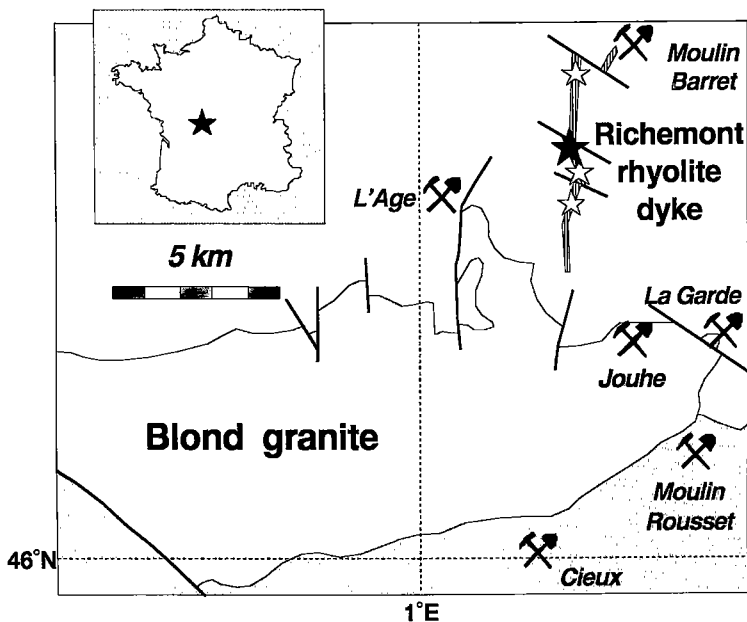 Moulin
Barret
Richemont
rhyolite
dyke
L'Age
5 km
La Garde
Jouhe
Blond granite
Moulin
Rousset
46°N
Cieux
1°E